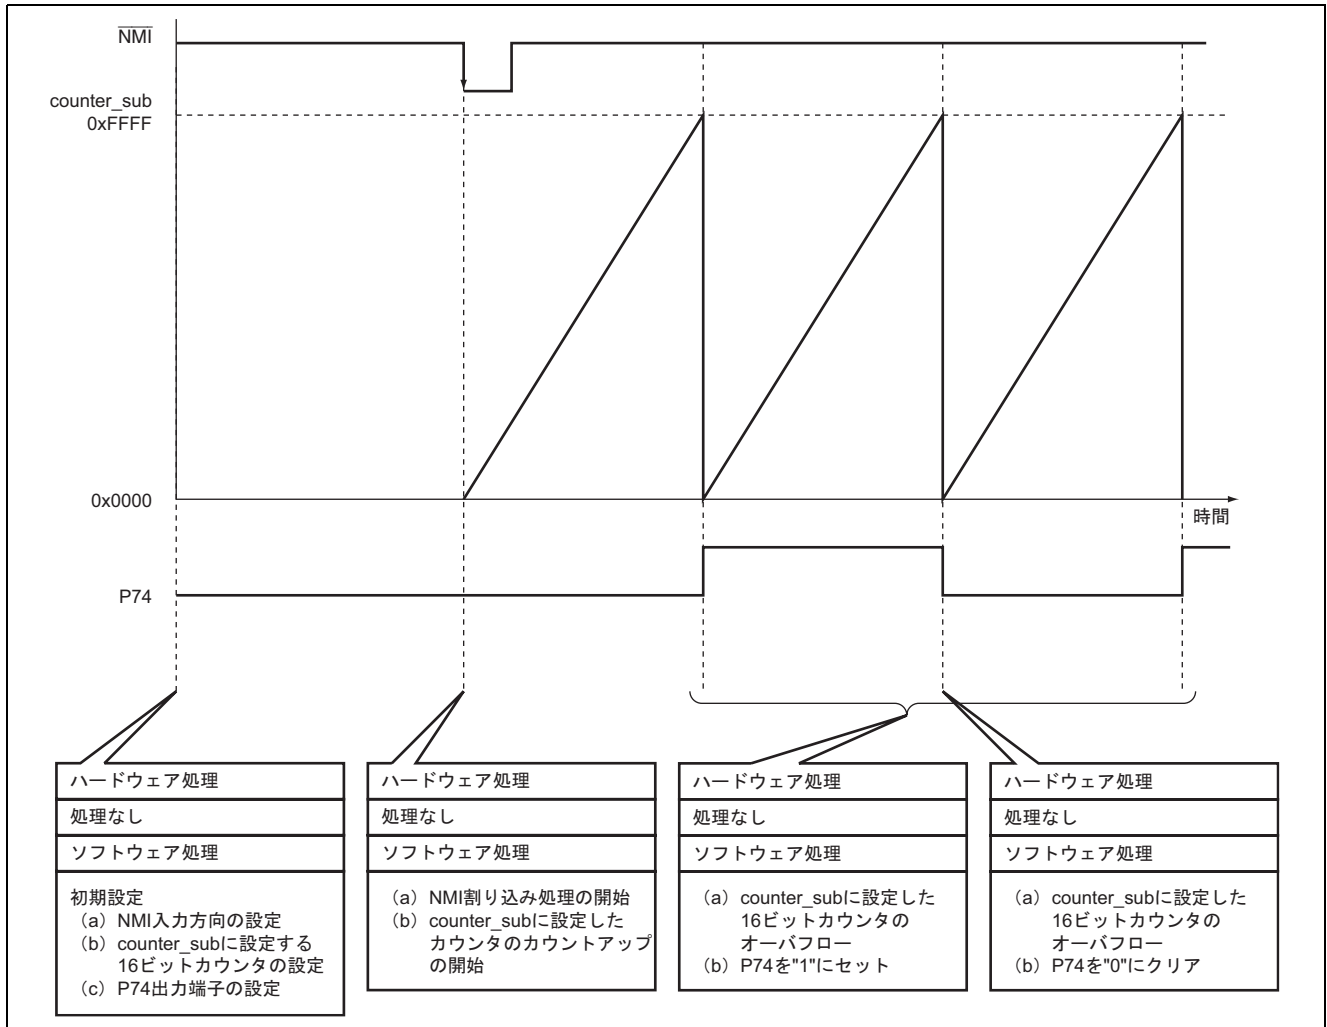 NMI
counter_sub
0xFFFF
0x0000
時間
P74
ハードウェア処理
処理なし
ソフトウェア処理
初期設定
（a）NMI入力方向の設定
（b）counter_subに設定する
16ビットカウンタの設定
（c）P74出力端子の設定
ハードウェア処理
処理なし
ソフトウェア処理
（a）NMI割り込み処理の開始
（b）counter_subに設定した
カウンタのカウントアップ
の開始
ハードウェア処理
処理なし
ソフトウェア処理
（a）counter_subに設定した
16ビットカウンタの
オーバフロー
（b）P74を"1"にセット
ハードウェア処理
処理なし
ソフトウェア処理
（a）counter_subに設定した
16ビットカウンタの
オーバフロー
（b）P74を"0"にクリア